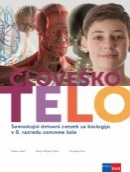 ČLOVEŠKO
TELO
Samostojni delovni zvezek za biologijo
v 8. razredu osnovne šole